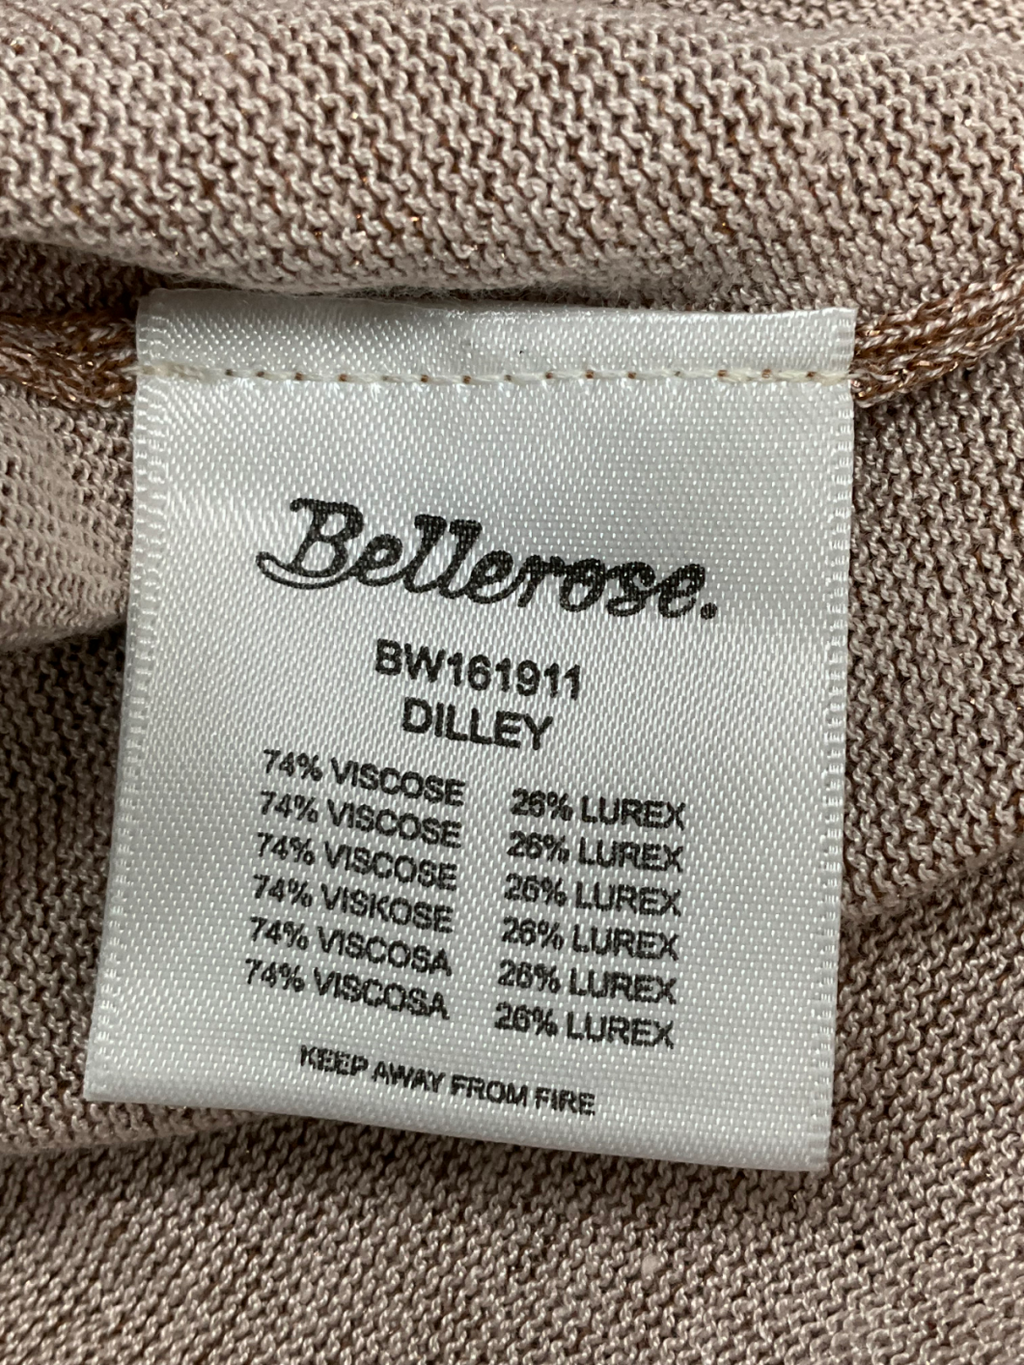 Bellerose.
BW161911
DILLEY
74% VISCOSE 26% LUREX
74% VISCOSE 26% LUREX
74% VISCOSE 26% LUREX
74% VISKOSE 26% LUREX
74% VISCOSA 26% LUREX
74% VISCOSA 26% LUREX
KEEP AWAY FROM FIRE